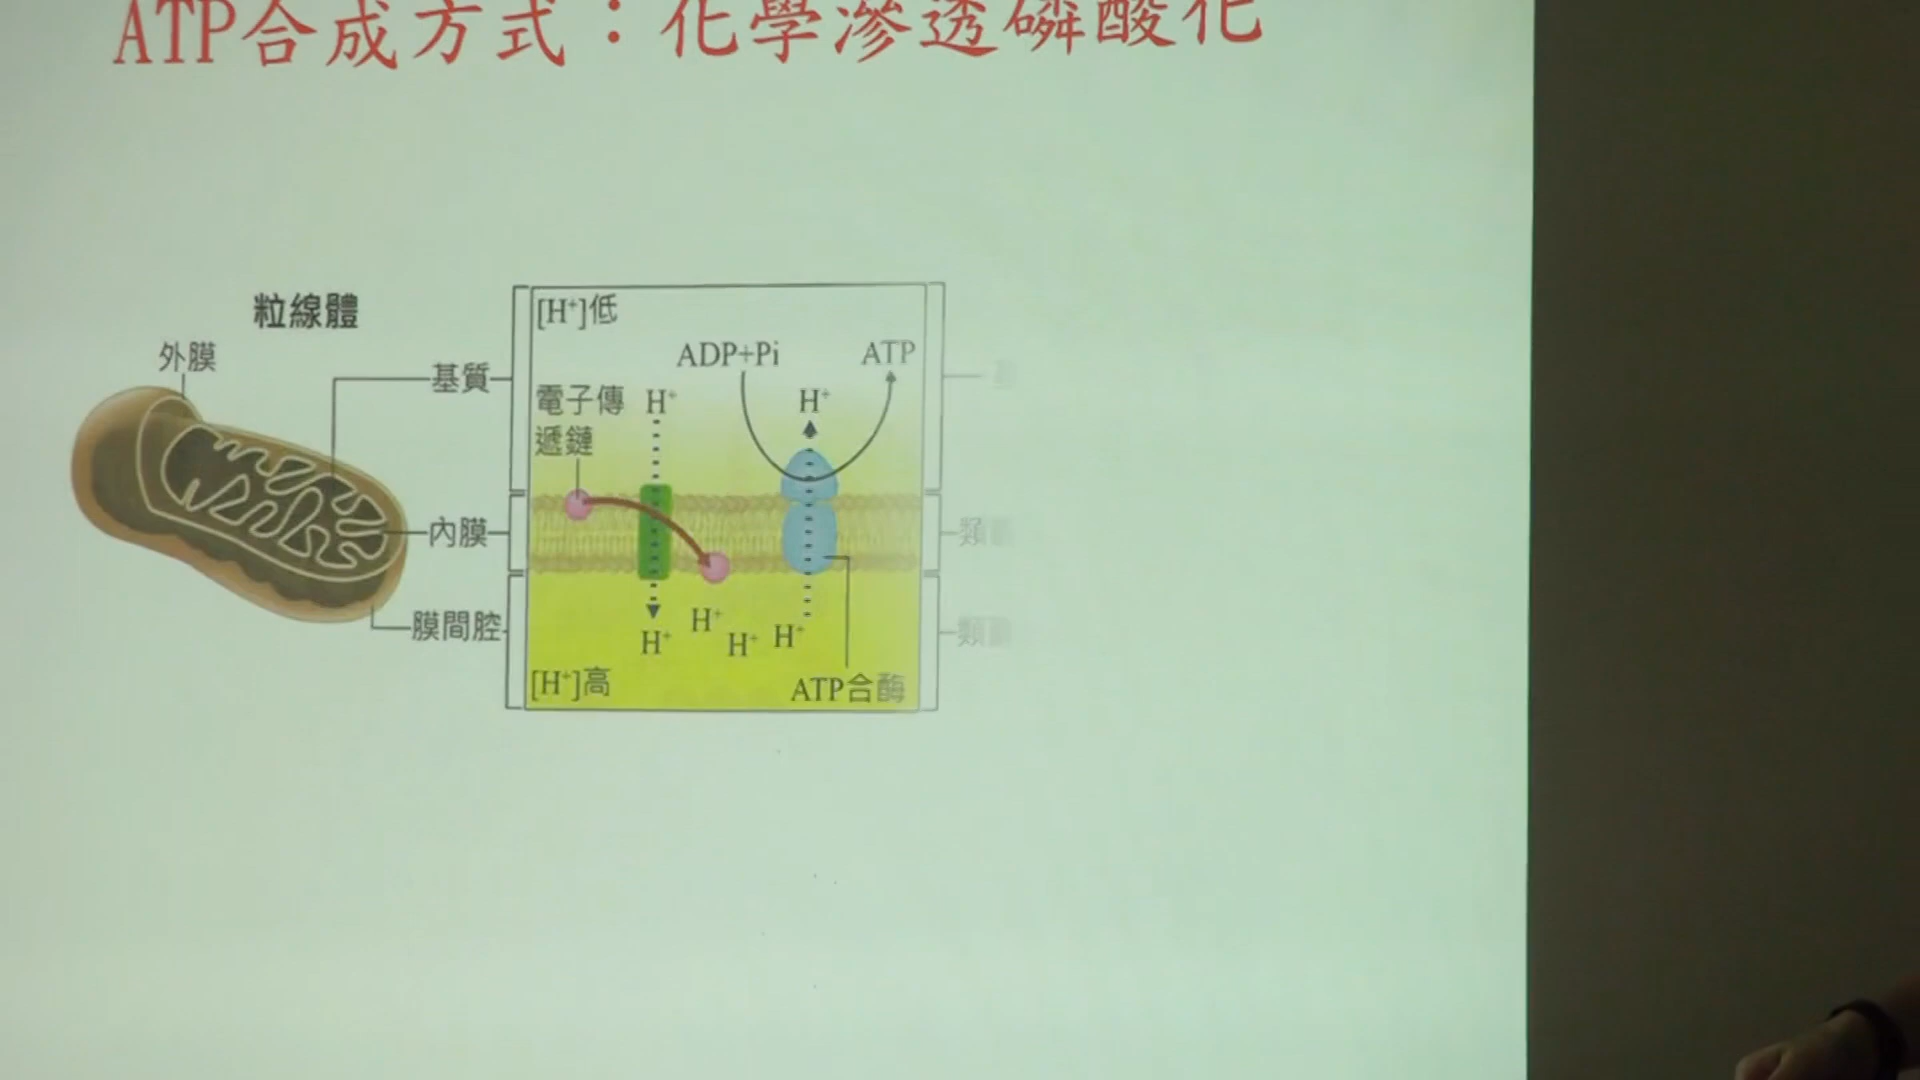 ATP合成方式：化學滲透磷酸化
粒線體
外膜
基質
內膜
膜間腔
[H⁺]低
ADP+Pi
ATP
電子傳
遞鏈
H⁺
H⁺
H⁺
H⁺
H⁺
H⁺
[H⁺]高
ATP合酶
類
類